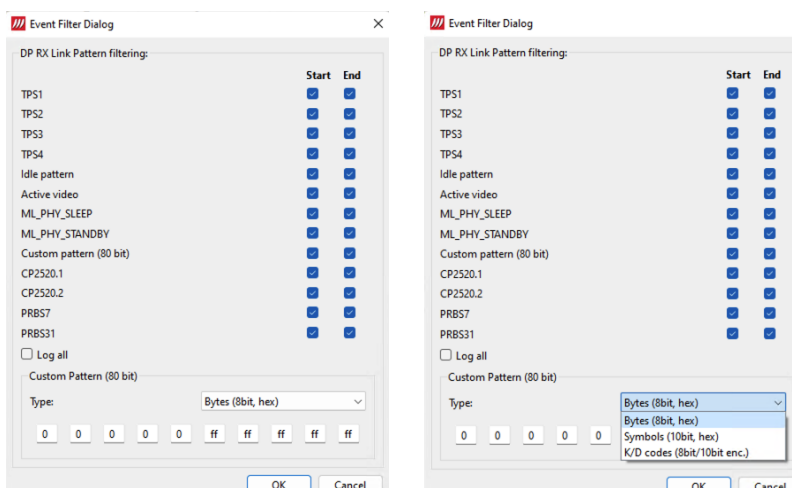 Event Filter Dialog
DP RX Link Pattern filtering:
Start End
TPS1
TPS2
TPS3
TPS4
Idle pattern
Active video
ML_PHY_SLEEP
ML_PHY_STANDBY
Custom pattern (80 bit)
CP2520.1
CP2520.2
PRBS7
PRBS31
Log all
Custom Pattern (80 bit)
Type: Bytes (8bit, hex)
0 0 0 0 0 ff ff ff ff ff
OK Cancel
Event Filter Dialog
DP RX Link Pattern filtering:
Start End
TPS1
TPS2
TPS3
TPS4
Idle pattern
Active video
ML_PHY_SLEEP
ML_PHY_STANDBY
Custom pattern (80 bit)
CP2520.1
CP2520.2
PRBS7
PRBS31
Log all
Custom Pattern (80 bit)
Type: Bytes (8bit, hex)
Bytes (8bit, hex)
Symbols (10bit, hex)
K/D codes (8bit/10bit enc.)
0 0 0 0 0
OK Cancel